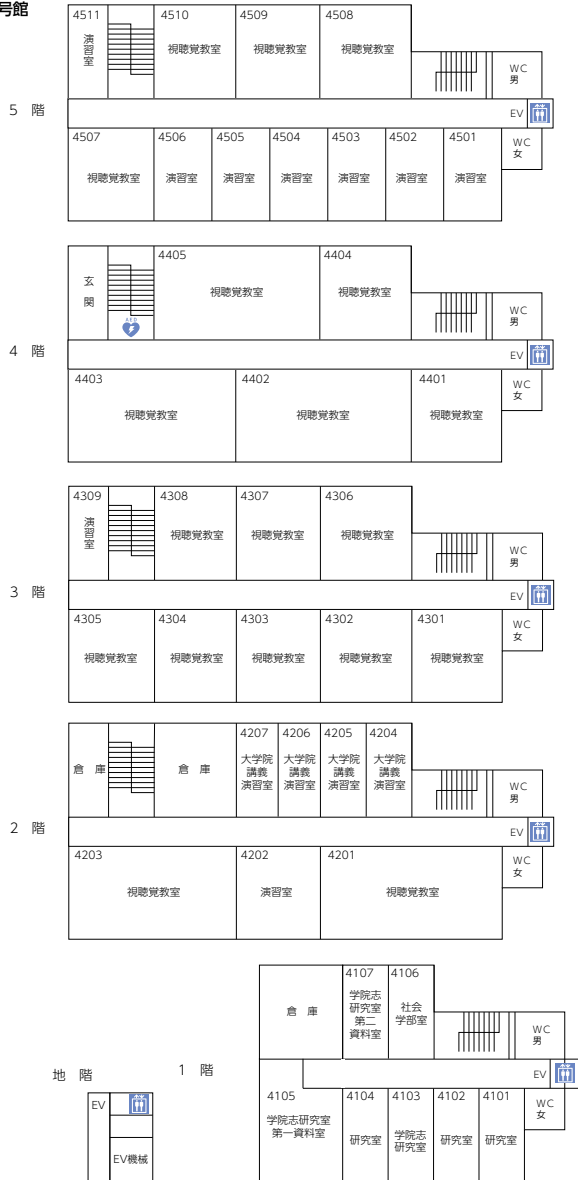 号館
5 階
4511
演習室
4510
視聴覚教室
4509
視聴覚教室
4508
視聴覚教室
WC
男
EV
4507
視聴覚教室
4506
演習室
4505
演習室
4504
演習室
4503
演習室
4502
演習室
4501
演習室
WC
女
4 階
玄関
AED
4405
視聴覚教室
4404
視聴覚教室
WC
男
EV
4403
視聴覚教室
4402
視聴覚教室
4401
視聴覚教室
WC
女
3 階
4309
演習室
4308
視聴覚教室
4307
視聴覚教室
4306
視聴覚教室
WC
男
EV
4305
視聴覚教室
4304
視聴覚教室
4303
視聴覚教室
4302
視聴覚教室
4301
視聴覚教室
WC
女
2 階
倉 庫
倉 庫
4207
大学院
講義
演習室
4206
大学院
講義
演習室
4205
大学院
講義
演習室
4204
大学院
講義
演習室
WC
男
EV
4203
視聴覚教室
4202
演習室
4201
視聴覚教室
WC
女
1 階
倉 庫
4107
学院志
研究室
第二
資料室
4106
社会
学部室
WC
男
EV
4105
学院志研究室
第一資料室
4104
研究室
4103
学院志
研究室
4102
研究室
4101
研究室
WC
女
地 階
EV
EV機械